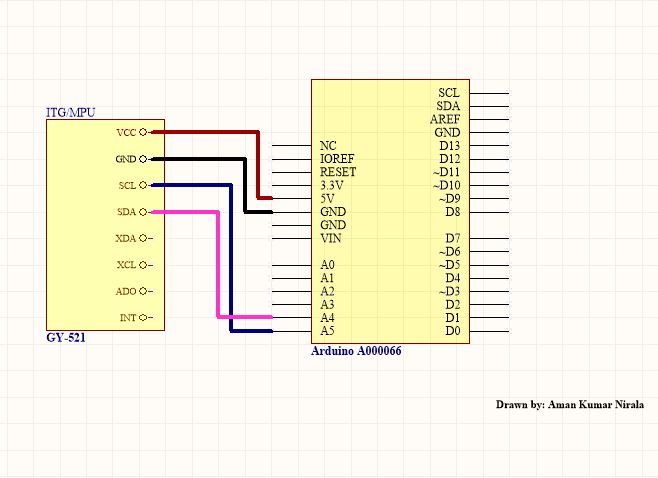 ITG/MPU
VCC
GND
SCL
SDA
XDA
XCL
ADO
INT
GY-521
NC
IOREF
RESET
3.3V
5V
GND
GND
VIN
A0
A1
A2
A3
A4
A5
SCL
SDA
AREF
GND
D13
D12
~D11
~D10
~D9
D8
D7
~D6
~D5
D4
~D3
D2
D1
D0
Arduino A000066
Drawn by: Aman Kumar Nirala